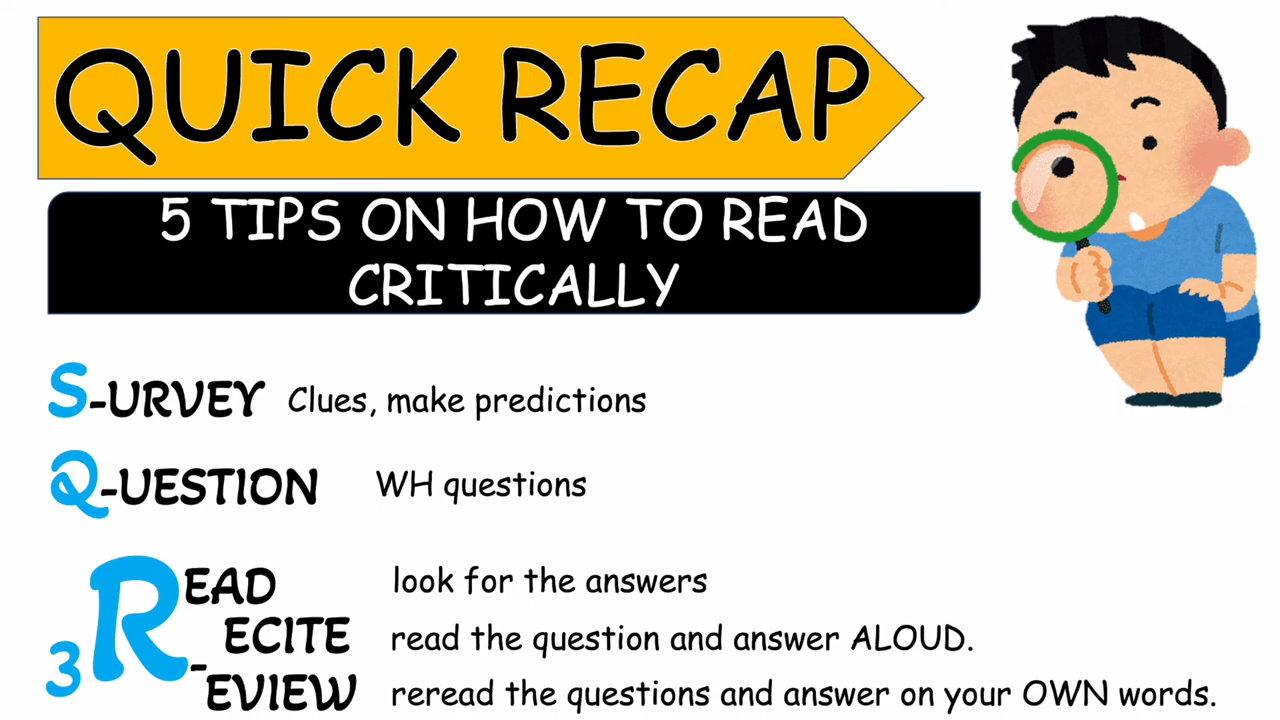 QUICK RECAP
5 TIPS ON HOW TO READ
CRITICALLY
S-URVEY Clues, make predictions
Q-UESTION WH questions
3R-
EAD look for the answers
ECITE read the question and answer ALOUD.
EVIEW reread the questions and answer on your OWN words.